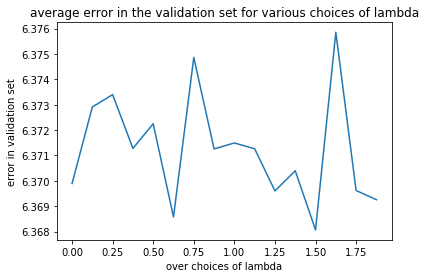 average error in the validation set for various choices of lambda
6.376
6.375
6.374
6.373
6.372
6.371
6.370
6.369
6.368
error in validation set
0.00 0.25 0.50 0.75 1.00 1.25 1.50 1.75
over choices of lambda